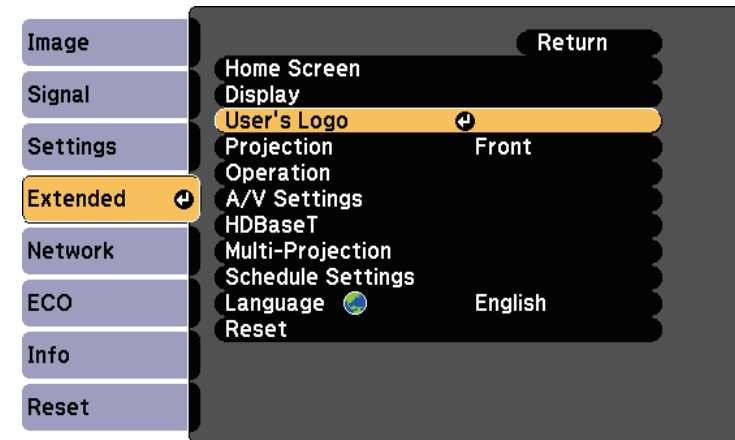 Image
Signal
Settings
Extended
Network
ECO
Info
Reset
Return
Home Screen
Display
User's Logo
Projection Front
Operation
A/V Settings
HDBaseT
Multi-Projection
Schedule Settings
Language English
Reset